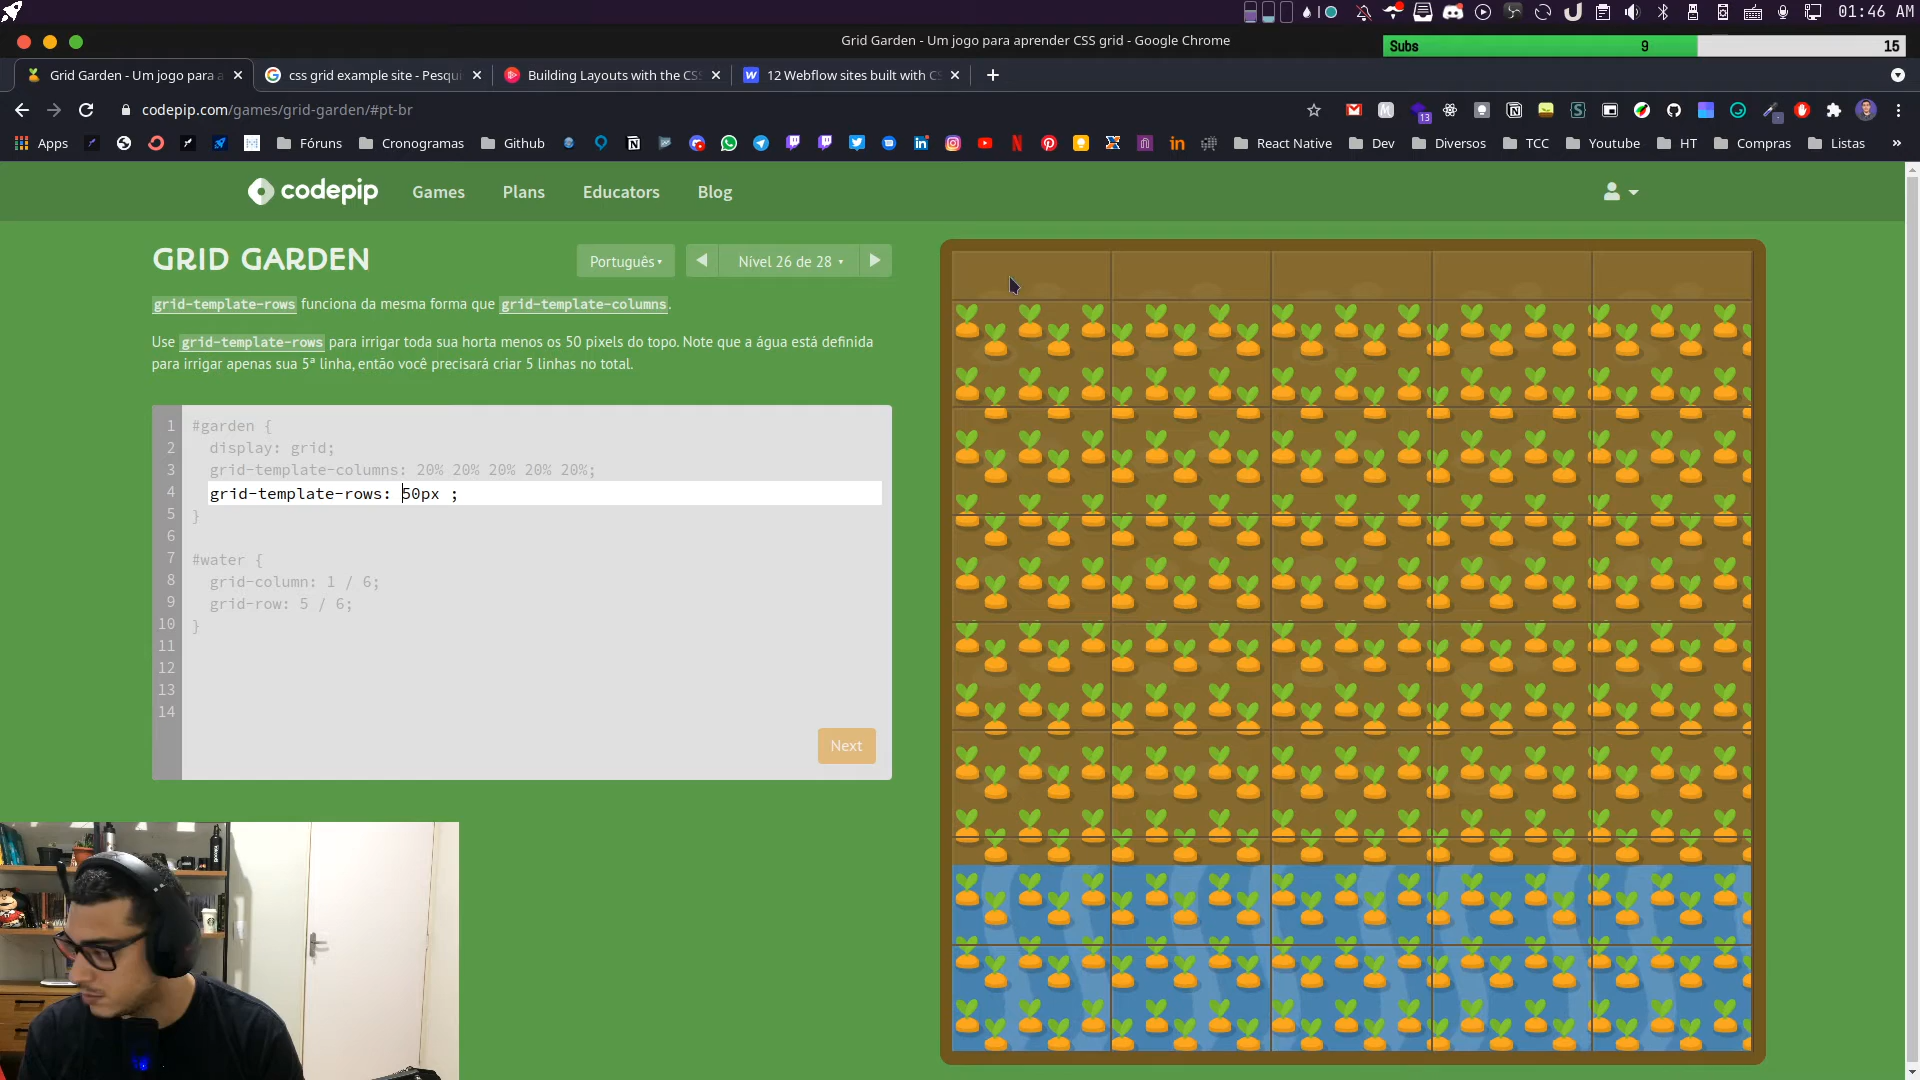 01:46 AM
Grid Garden - Um jogo para aprender CSS grid - Google Chrome
Subs 9 15
Grid Garden - Um jogo para a
css grid example site - Pesqui
Building Layouts with the CSS
12 Webflow sites built with CS
codepip.com/games/grid-garden/#pt-br
13
Apps
Fóruns
Cronogramas
Github
React Native
Dev
Diversos
TCC
Youtube
HT
Compras
Listas
codepip
Games
Plans
Educators
Blog
GRID GARDEN
Português
Nível 26 de 28
grid-template-rows funciona da mesma forma que grid-template-columns.
Use grid-template-rows para irrigar toda sua horta menos os 50 pixels do topo. Note que a água está definida
para irrigar apenas sua 5ª linha, então você precisará criar 5 linhas no total.
1 #garden {
2 display: grid;
3 grid-template-columns: 20% 20% 20% 20% 20%;
4 grid-template-rows: 50px ;
5 }
6
7 #water {
8 grid-column: 1 / 6;
9 grid-row: 5 / 6;
10 }
11
12
13
14
Next